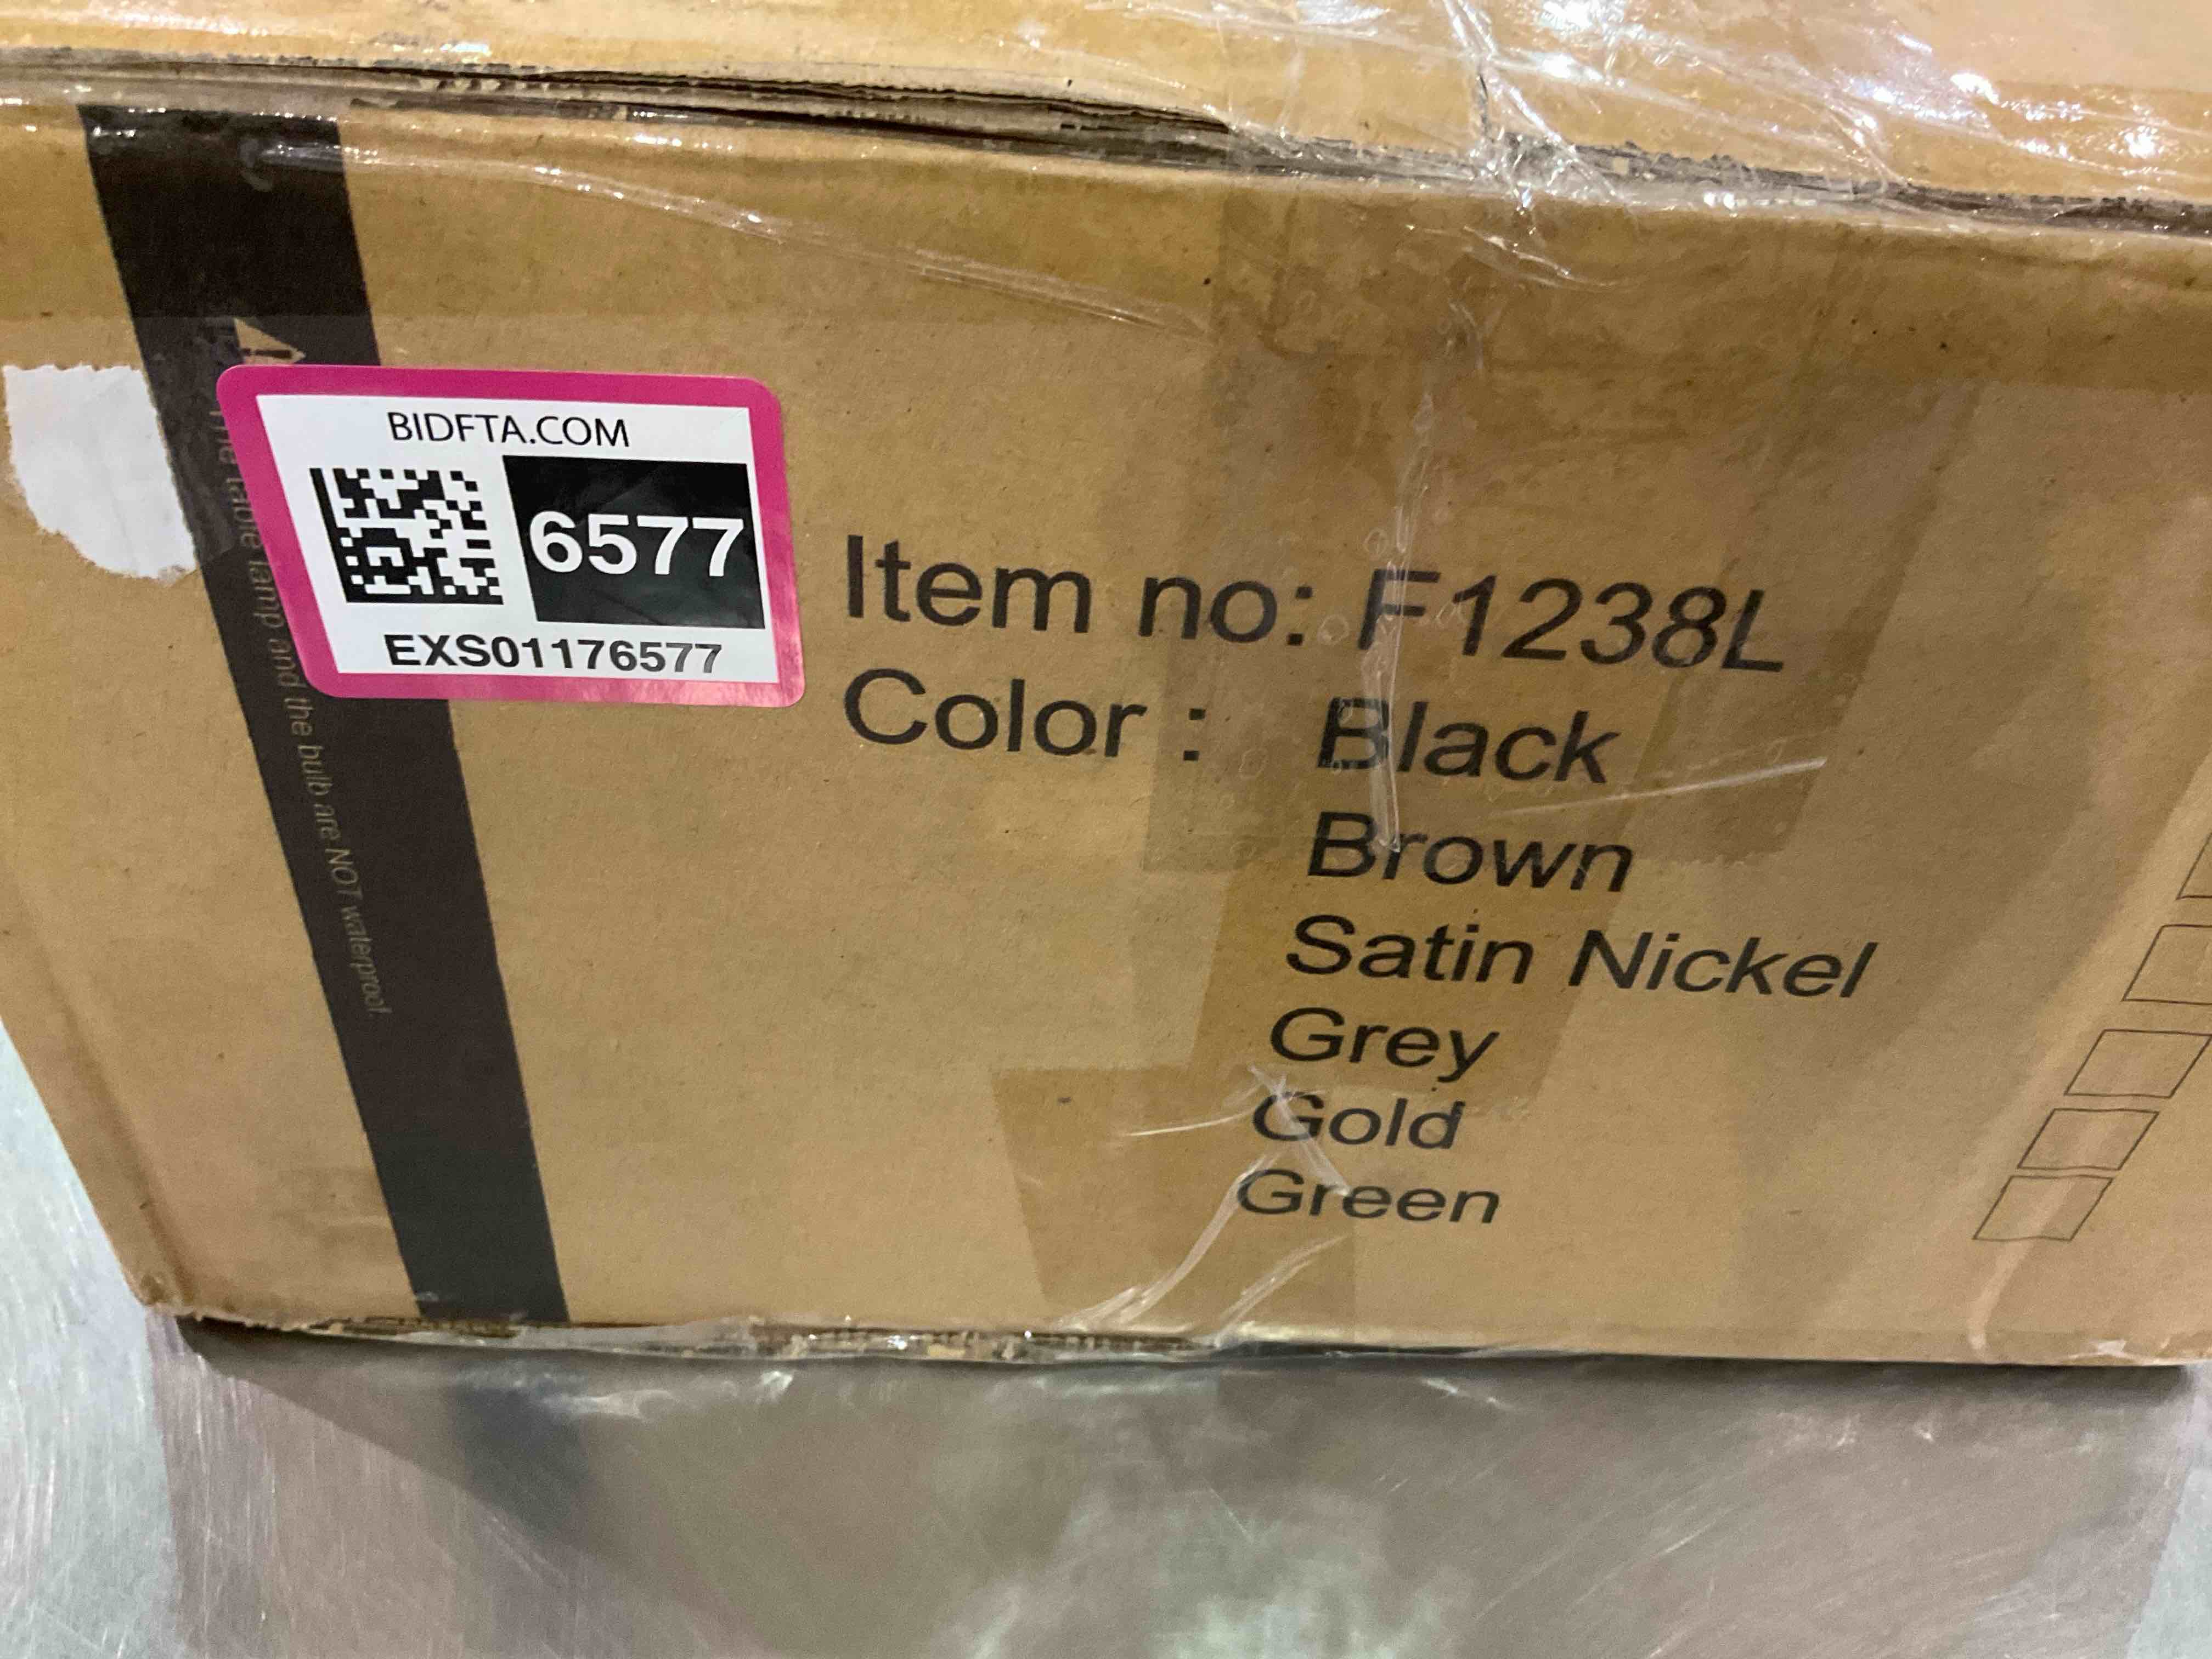 BIDFTA.COM
6577
EXS01176577
Item no: F1238L
Color : Black
Brown
Satin Nickel
Grey
Gold
Green
The table lamp and the bulb are NOT waterproof.